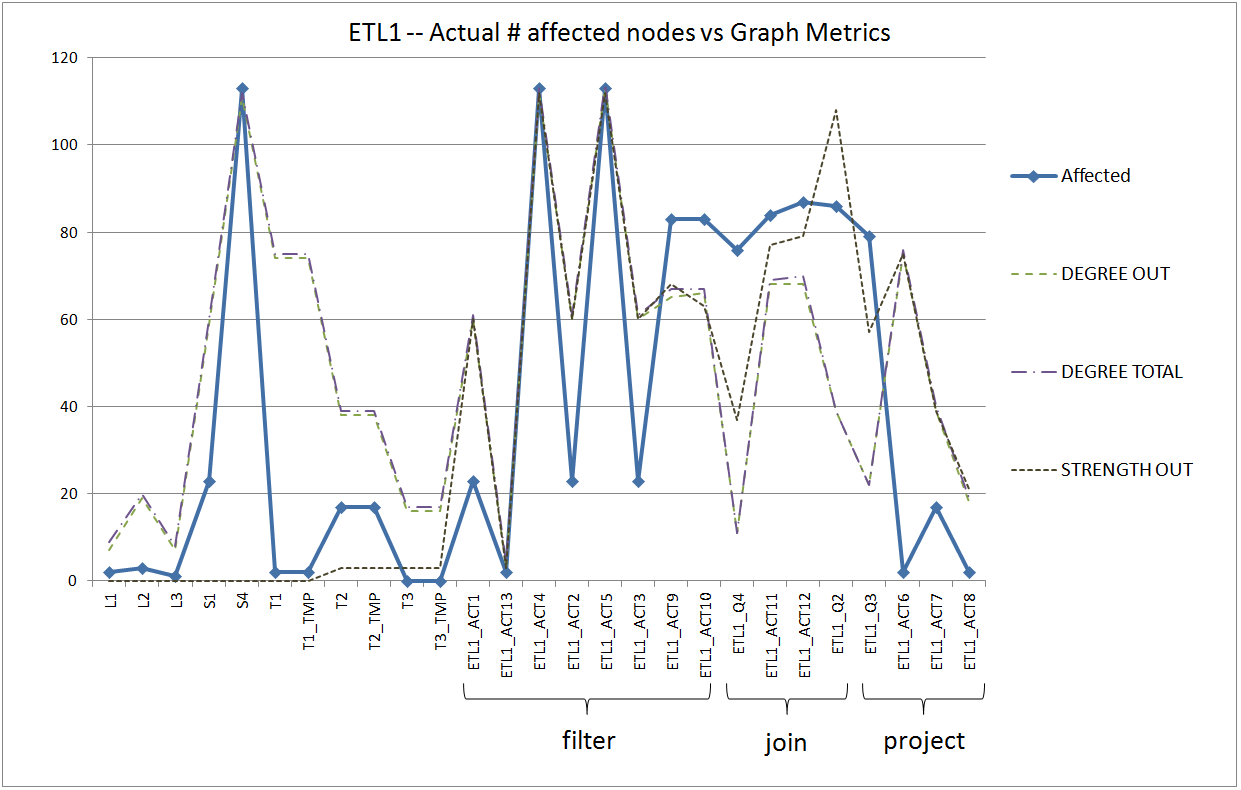 ETL1 -- Actual # affected nodes vs Graph Metrics
120
100
80
60
40
20
0
L1
L2
L3
S1
S4
T1
T1_TMP
T2
T2_TMP
T3
T3_TMP
ETL1_ACT1
ETL1_ACT13
ETL1_ACT4
ETL1_ACT2
ETL1_ACT5
ETL1_ACT3
ETL1_ACT9
ETL1_ACT10
ETL1_Q4
ETL1_ACT11
ETL1_ACT12
ETL1_Q2
ETL1_Q3
ETL1_ACT6
ETL1_ACT7
ETL1_ACT8
filter
join
project
Affected
DEGREE OUT
DEGREE TOTAL
STRENGTH OUT